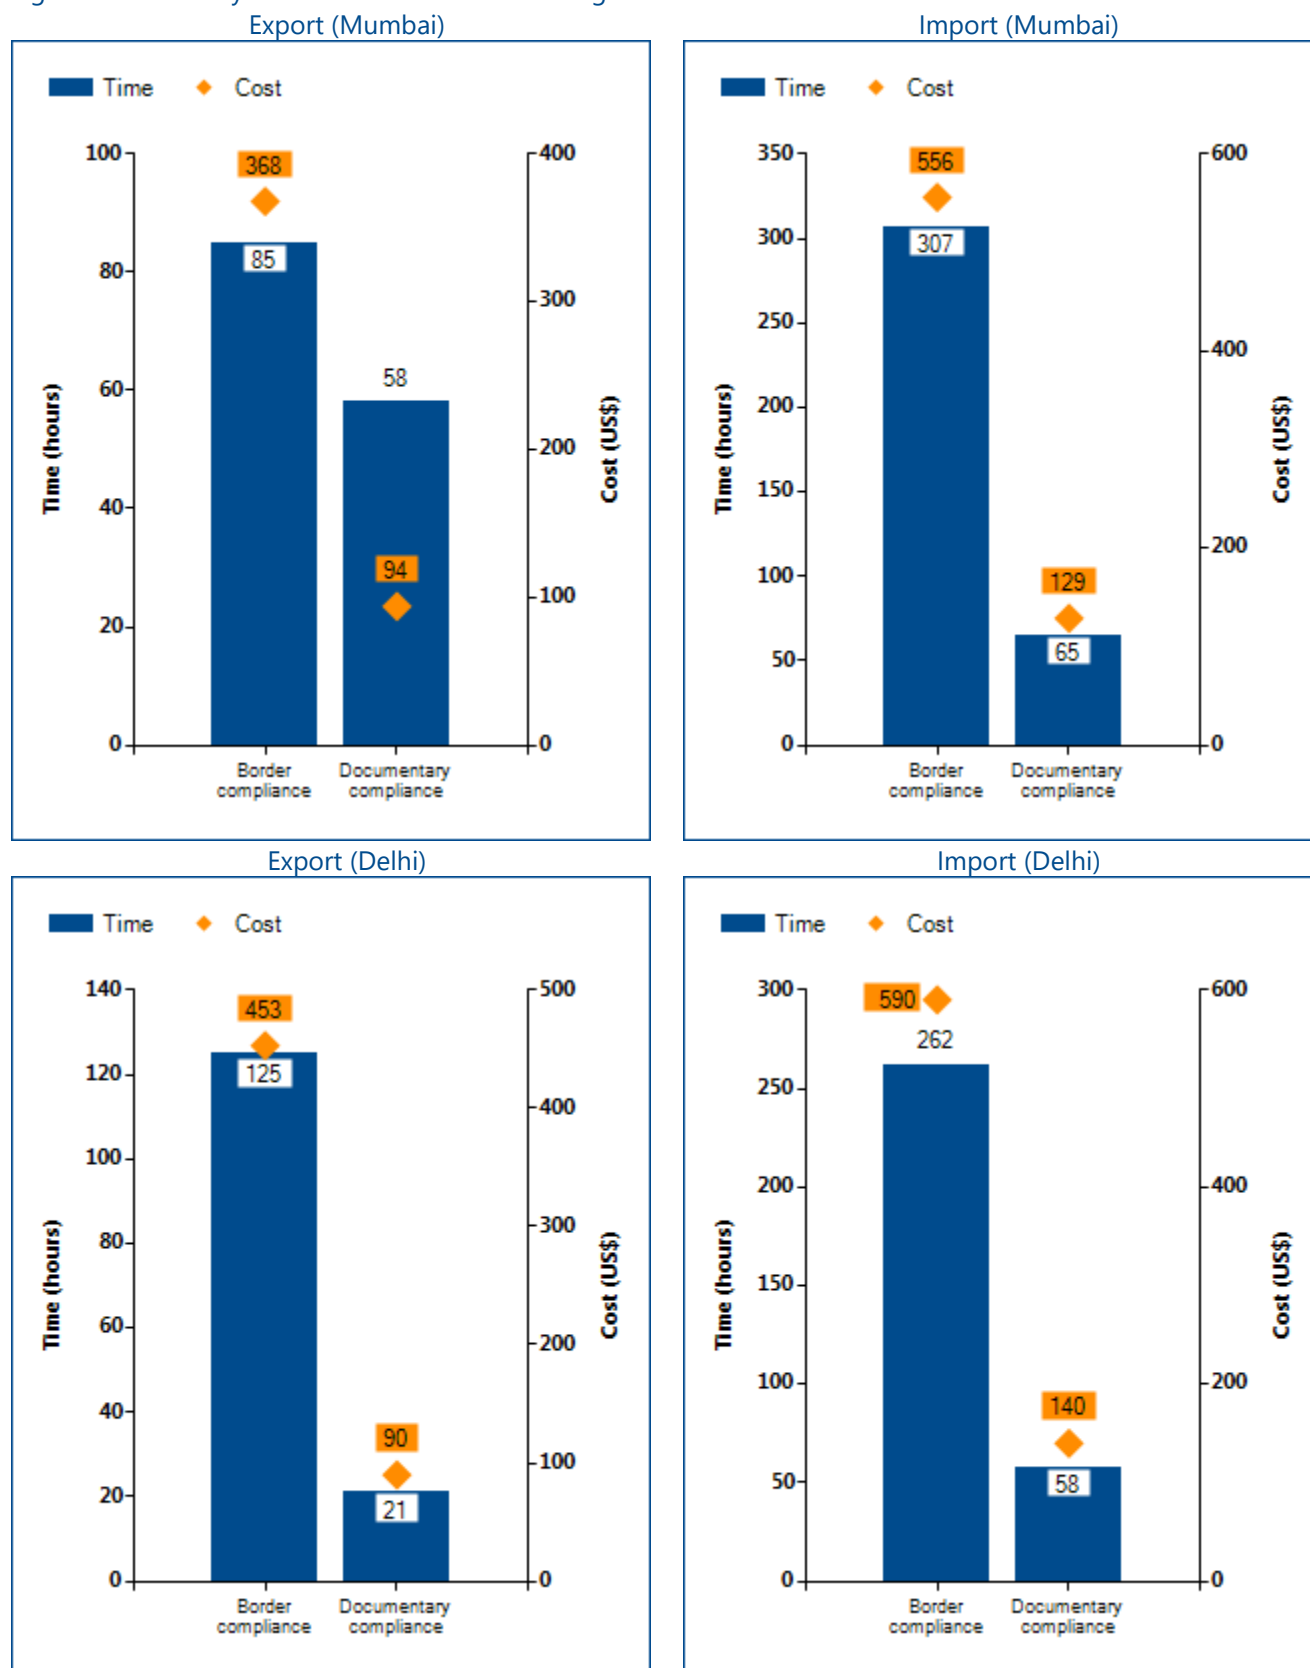 Export (Mumbai)
Time Cost
100
80
60
40
20
0
Time (hours)
400
300
200
100
0
Cost (US$)
368
85
58
94
Border compliance
Documentary compliance
Import (Mumbai)
Time Cost
350
300
250
200
150
100
50
0
Time (hours)
600
400
200
0
Cost (US$)
556
307
129
65
Border compliance
Documentary compliance
Export (Delhi)
Time Cost
140
120
100
80
60
40
20
0
Time (hours)
500
400
300
200
100
0
Cost (US$)
453
125
90
21
Border compliance
Documentary compliance
Import (Delhi)
Time Cost
300
250
200
150
100
50
0
Time (hours)
600
400
200
0
Cost (US$)
590
262
140
58
Border compliance
Documentary compliance